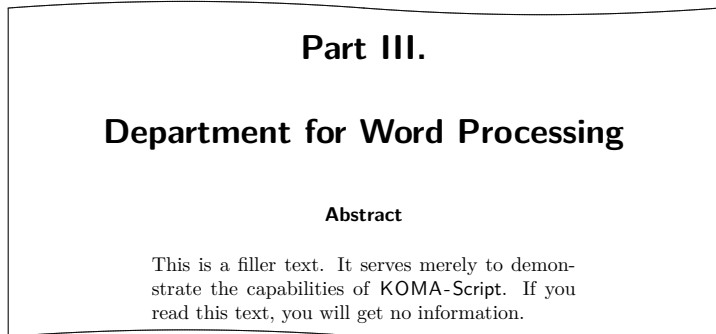 Part III.
Department for Word Processing
Abstract
This is a filler text. It serves merely to demon-
strate the capabilities of KOMA-Script. If you
read this text, you will get no information.